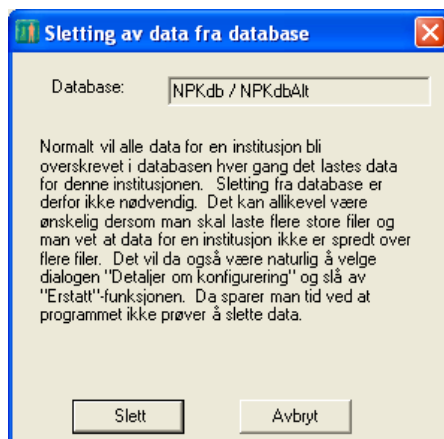 Sletting av data fra database
Database: NPKdb / NPKdbAlt
Normalt vil alle data for en institusjon bli
overskrevet i databasen hver gang det lastes data
for denne institusjonen. Sletting fra database er
derfor ikke nødvendig. Det kan allikevel være
ønskelig dersom man skal laste flere store filer og
man vet at data for en institusjon ikke er spredt over
flere filer. Det vil da også være naturlig å velge
dialogen "Detaljer om konfigurering" og slå av
"Erstatt"-funksjonen. Da sparer man tid ved at
programmet ikke prøver å slette data.
Slett Avbryt